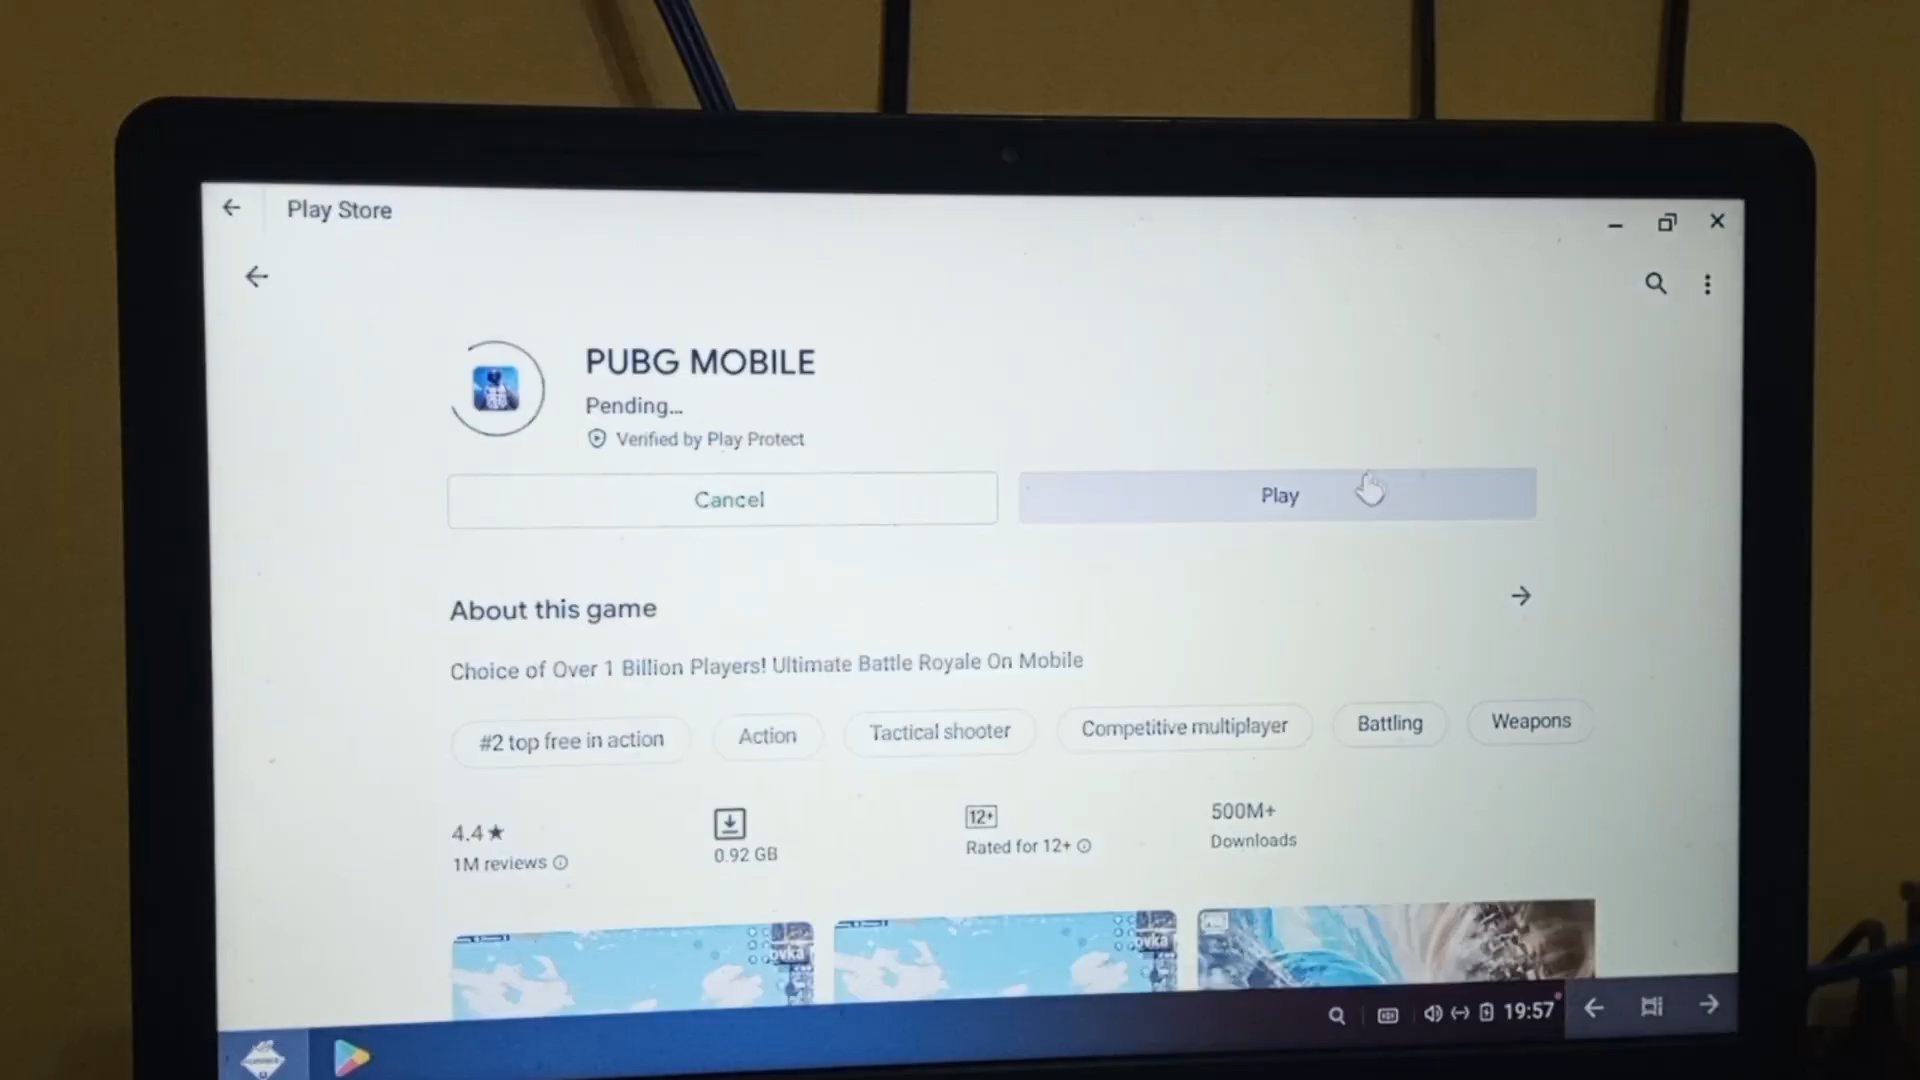 Play Store
PUBG MOBILE
Pending...
Verified by Play Protect
Cancel
Play
About this game
Choice of Over 1 Billion Players! Ultimate Battle Royale On Mobile
#2 top free in action
Action
Tactical shooter
Competitive multiplayer
Battling
Weapons
4.4★
1M reviews
0.92 GB
12+
Rated for 12+
500M+
Downloads
ovka
ovka
19:57